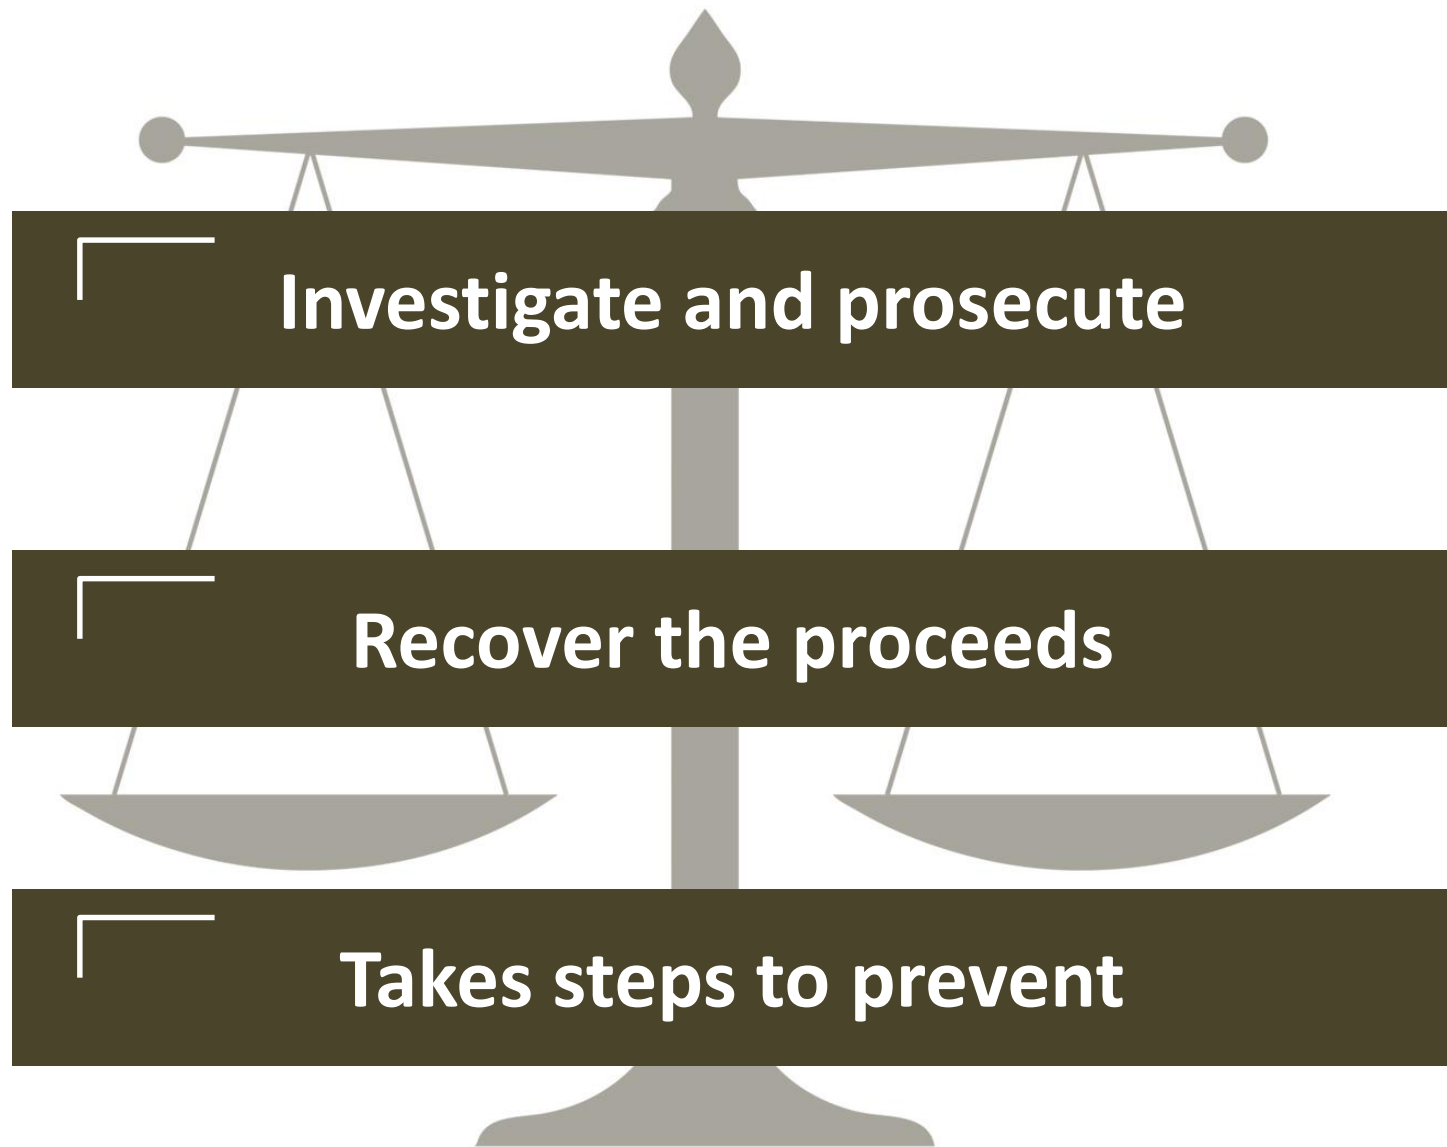 Investigate and prosecute
Recover the proceeds
Takes steps to prevent